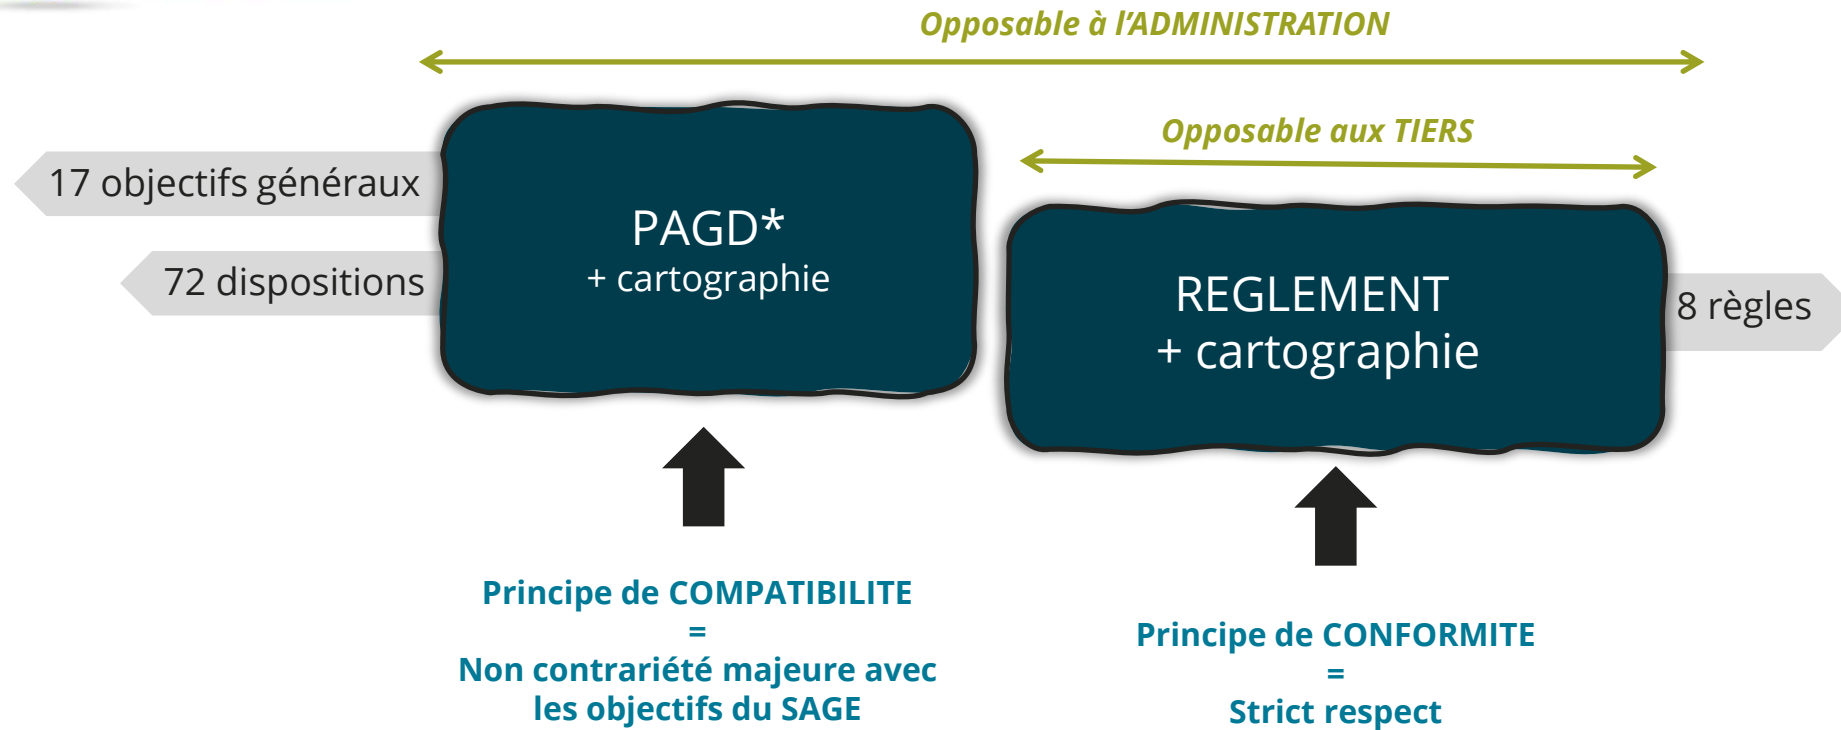 Opposable à l'ADMINISTRATION
Opposable aux TIERS
17 objectifs généraux
72 dispositions
PAGD*
+ cartographie
REGLEMENT
+ cartographie
8 règles
Principe de COMPATIBILITE
=
Non contrariété majeure avec
les objectifs du SAGE
Principe de CONFORMITE
=
Strict respect